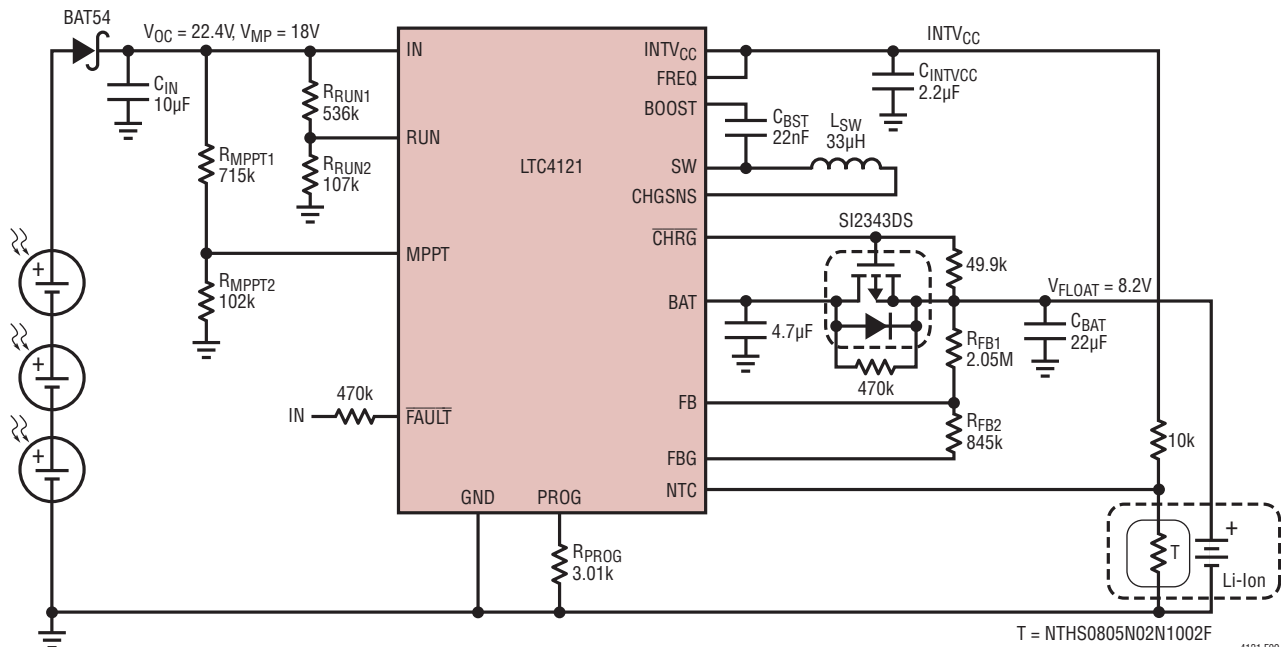 BAT54
V_OC = 22.4V, V_MP = 18V
C_IN
10µF
R_MPPT1
715k
R_MPPT2
102k
R_RUN1
536k
R_RUN2
107k
IN
470k
IN
RUN
MPPT
FAULT
LTC4121
GND
PROG
R_PROG
3.01k
INTV_CC
FREQ
BOOST
SW
CHGSNS
CHRG
BAT
FB
FBG
NTC
INTV_CC
C_INTVCC
2.2µF
C_BST
22nF
L_SW
33µH
SI2343DS
49.9k
V_FLOAT = 8.2V
4.7µF
470k
R_FB1
2.05M
C_BAT
22µF
R_FB2
845k
10k
+
+
+
T
+
Li-Ion
T = NTHS0805N02N1002F